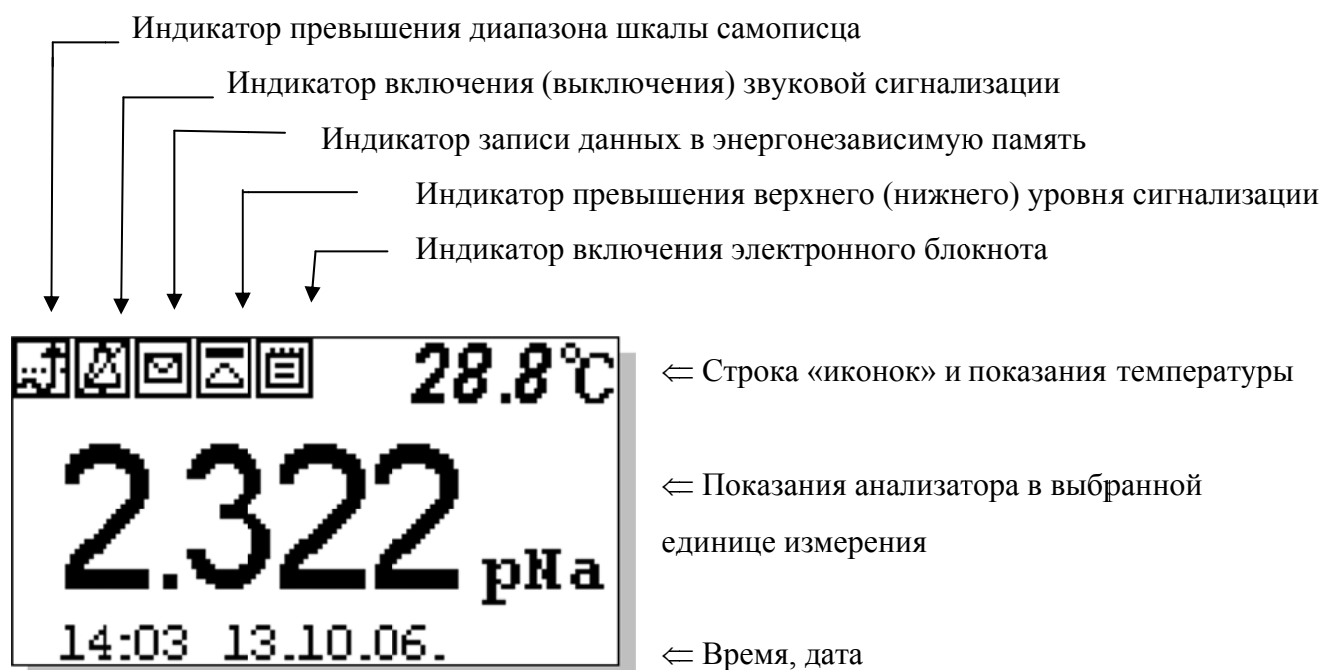 Индикатор превышения диапазона шкалы самописца
Индикатор включения (выключения) звуковой сигнализации
Индикатор записи данных в энергонезависимую память
Индикатор превышения верхнего (нижнего) уровня сигнализации
Индикатор включения электронного блокнота
28.8°C
⇐ Строка «иконок» и показания температуры
2.322 pNa
⇐ Показания анализатора в выбранной
единице измерения
14:03 13.10.06.
⇐ Время, дата